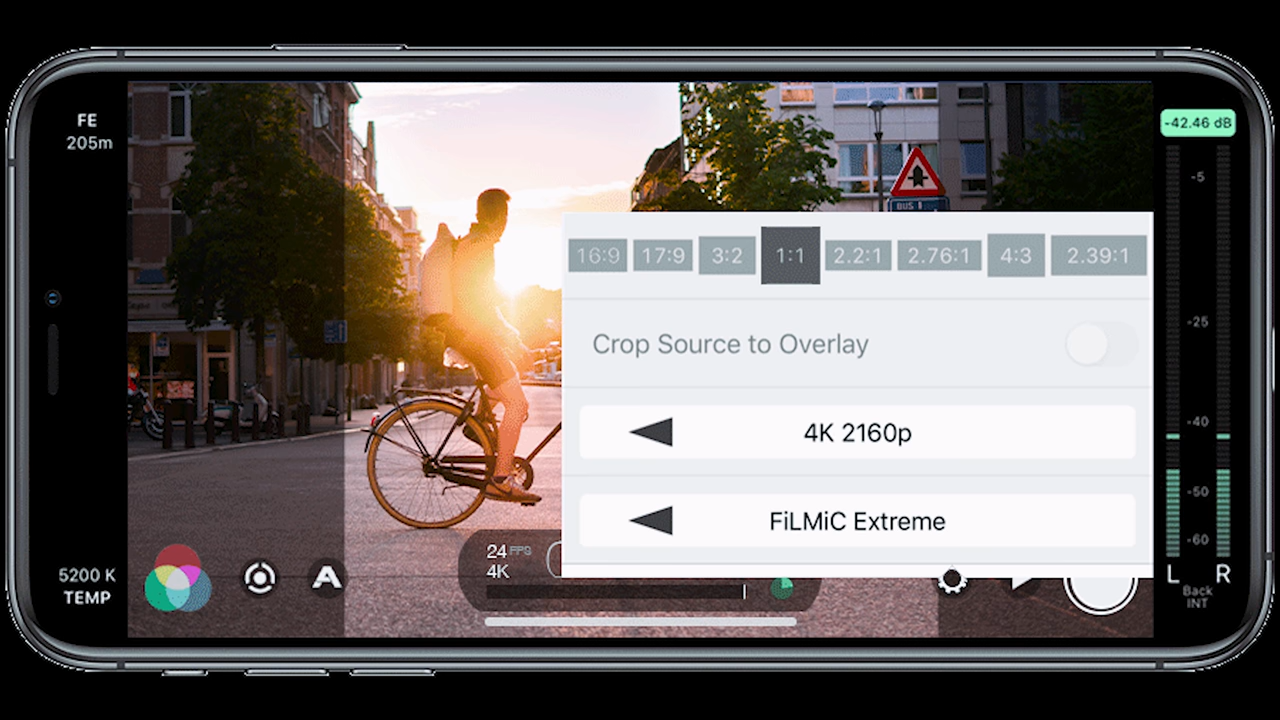 FE
205m
-42.46 dB
-5
BUS
16:9
17:9
3:2
1:1
2.2:1
2.76:1
4:3
2.39:1
Crop Source to Overlay
4K 2160p
FiLMiC Extreme
-25
-40
-50
-60
24 FPS
4K
5200 K
TEMP
A
L
R
Back
INT